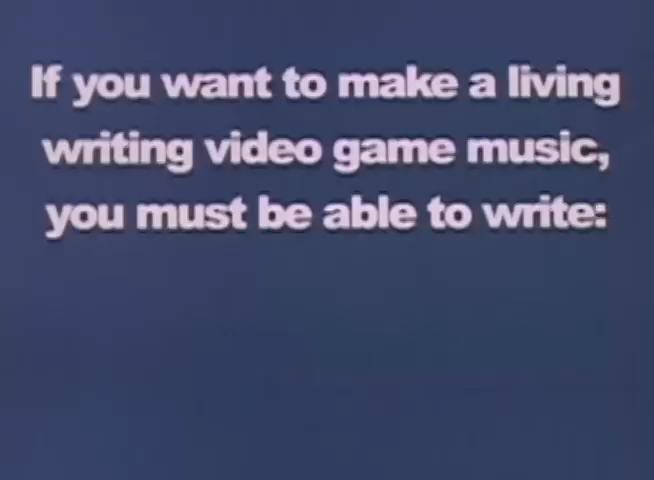 If you want to make a living
writing video game music,
you must be able to write: